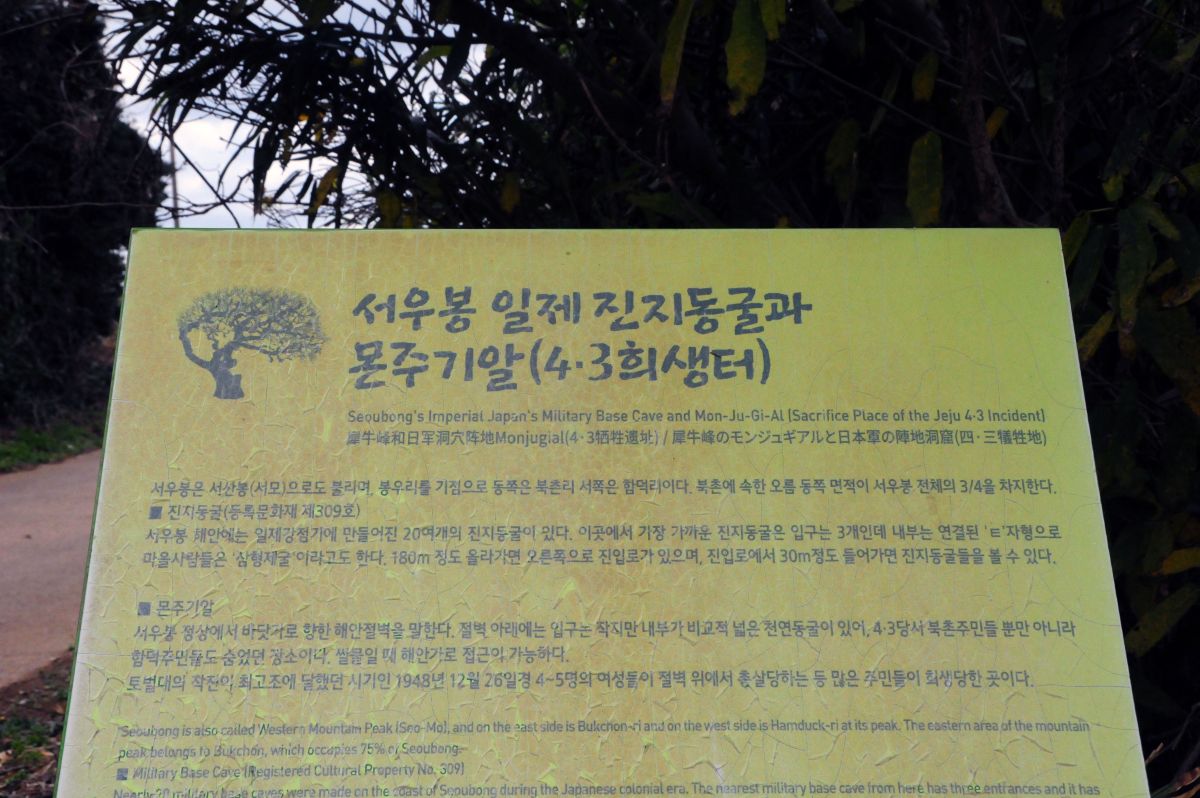 서우봉 일제 진지동굴과
몬주기알(4·3희생터)
Seoubong's Imperial Japan's Military Base Cave and Mon-Ju-Gi-Al (Sacrifice Place of the Jeju 4·3 Incident)
犀牛峰和日军洞穴阵地Monjugial(4·3牺牲遗址) / 犀牛峰のモンジュギアルと日本軍の陣地洞窟(四·三犠牲地)
서우봉은 서산봉(서모)으로도 불리며, 봉우리를 기점으로 동쪽은 북촌리 서쪽은 함덕리이다. 북촌에 속한 오름 동쪽 면적이 서우봉 전체의 3/4을 차지한다.
■ 진지동굴(등록문화재 제309호)
서우봉 해안에는 일제강점기에 만들어진 20여개의 진지동굴이 있다. 이곳에서 가장 가까운 진지동굴은 입구는 3개인데 내부는 연결된 'ㅌ'자형으로
마을사람들은 '삼형제굴'이라고도 한다. 180m 정도 올라가면 오른쪽으로 진입로가 있으며, 진입로에서 30m정도 들어가면 진지동굴들을 볼 수 있다.
■ 몬주기알
서우봉 정상에서 바닷가로 향한 해안절벽을 말한다. 절벽 아래에는 입구는 작지만 내부가 비교적 넓은 천연동굴이 있어, 4·3당시 북촌주민들 뿐만 아니라
함덕주민들도 숨었던 장소이다. 썰물일 때 해안가로 접근이 가능하다.
토벌대의 작전이 최고조에 달했던 시기인 1948년 12월 26일경 4~5명의 여성들이 절벽 위에서 총살당하는 등 많은 주민들이 희생당한 곳이다.
Seoubong is also called Western Mountain Peak (Seo-Mo), and on the east side is Bukchon-ri and on the west side is Hamduck-ri at its peak. The eastern area of the mountain
peak belongs to Bukchon, which occupies 75% of Seoubong.
■ Military Base Cave (Registered Cultural Property No. 309)
Nearly 20 military base caves were made on the coast of Seoubong during the Japanese colonial era. The nearest military base cave from here has three entrances and it has